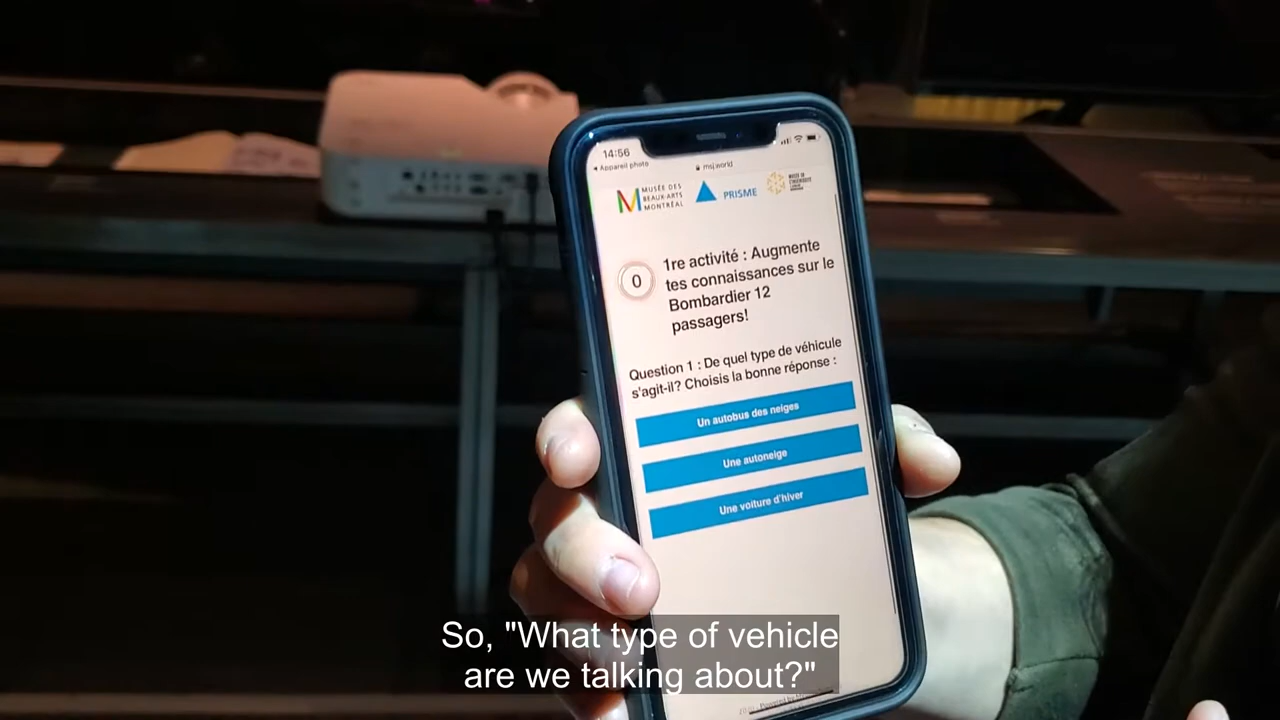 14:56
Appareil photo
msj.world
MUSÉE DES
BEAUX-ARTS
MONTRÉAL
PRISME
0
1re activité : Augmente
tes connaissances sur le
Bombardier 12
passagers!
Question 1 : De quel type de véhicule
s'agit-il? Choisis la bonne réponse :
Un autobus des neiges
Une autoneige
Une voiture d'hiver
So, "What type of vehicle
are we talking about?"